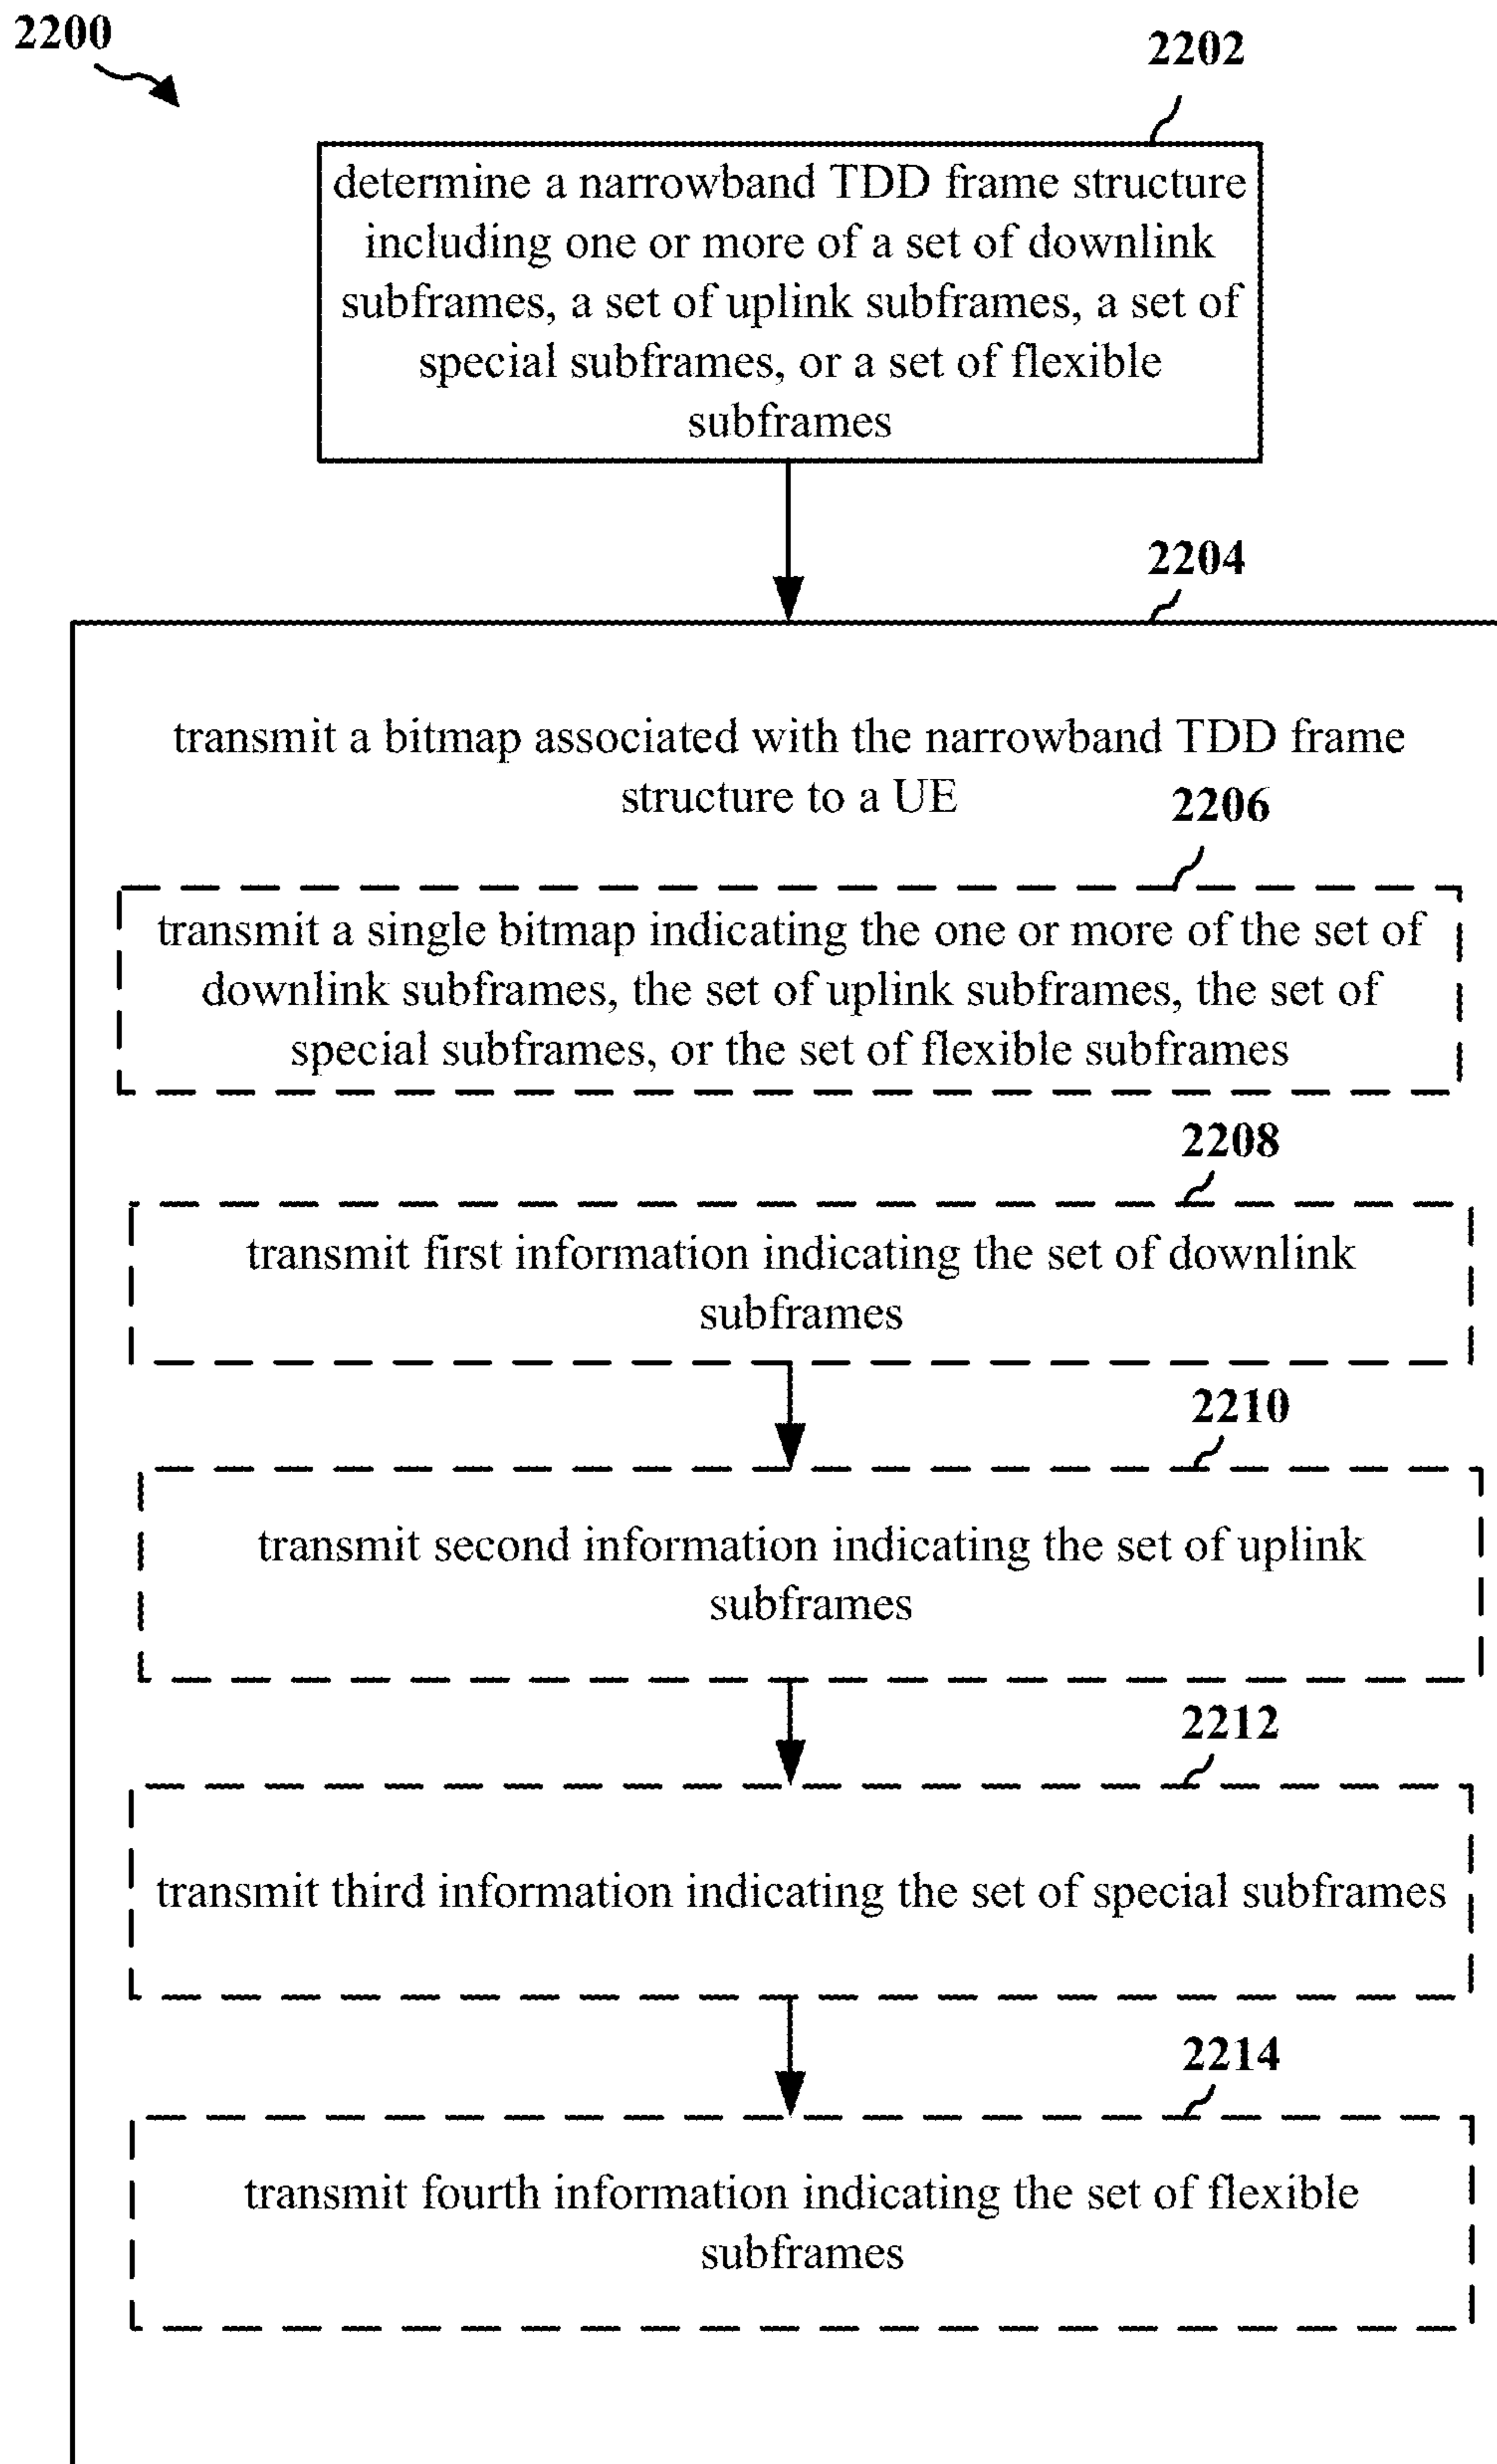 2200
2202
determine a narrowband TDD frame structure
including one or more of a set of downlink
subframes, a set of uplink subframes, a set of
special subframes, or a set of flexible
subframes
2204
transmit a bitmap associated with the narrowband TDD frame
structure to a UE
2206
transmit a single bitmap indicating the one or more of the set of
downlink subframes, the set of uplink subframes, the set of
special subframes, or the set of flexible subframes
2208
transmit first information indicating the set of downlink
subframes
2210
transmit second information indicating the set of uplink
subframes
2212
transmit third information indicating the set of special subframes
2214
transmit fourth information indicating the set of flexible
subframes